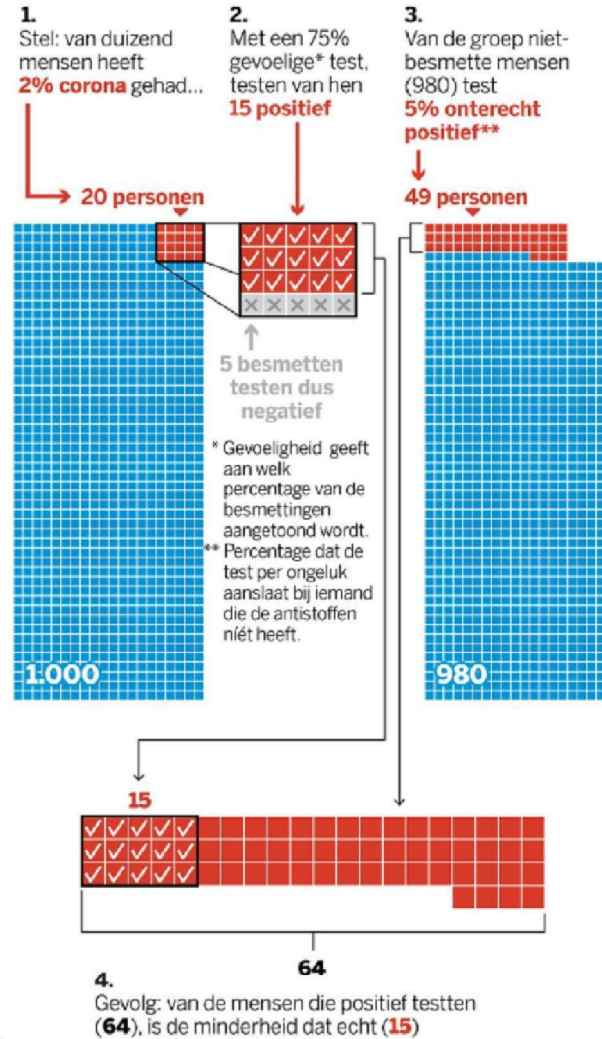 1.
Stel: van duizend
mensen heeft
2% corona gehad...
20 personen
2.
Met een 75%
gevoelige* test,
testen van hen
15 positief
3.
Van de groep niet-
besmette mensen
(980) test
5% onterecht
positief**
49 personen
5 besmetten
testen dus
negatief
* Gevoeligheid geeft
aan welk
percentage van de
besmettingen
aangetoond wordt.
** Percentage dat de
test per ongeluk
aanslaat bij iemand
die de antistoffen
níét heeft.
1.000
980
15
64
4.
Gevolg: van de mensen die positief testten
(64), is de minderheid dat echt (15)